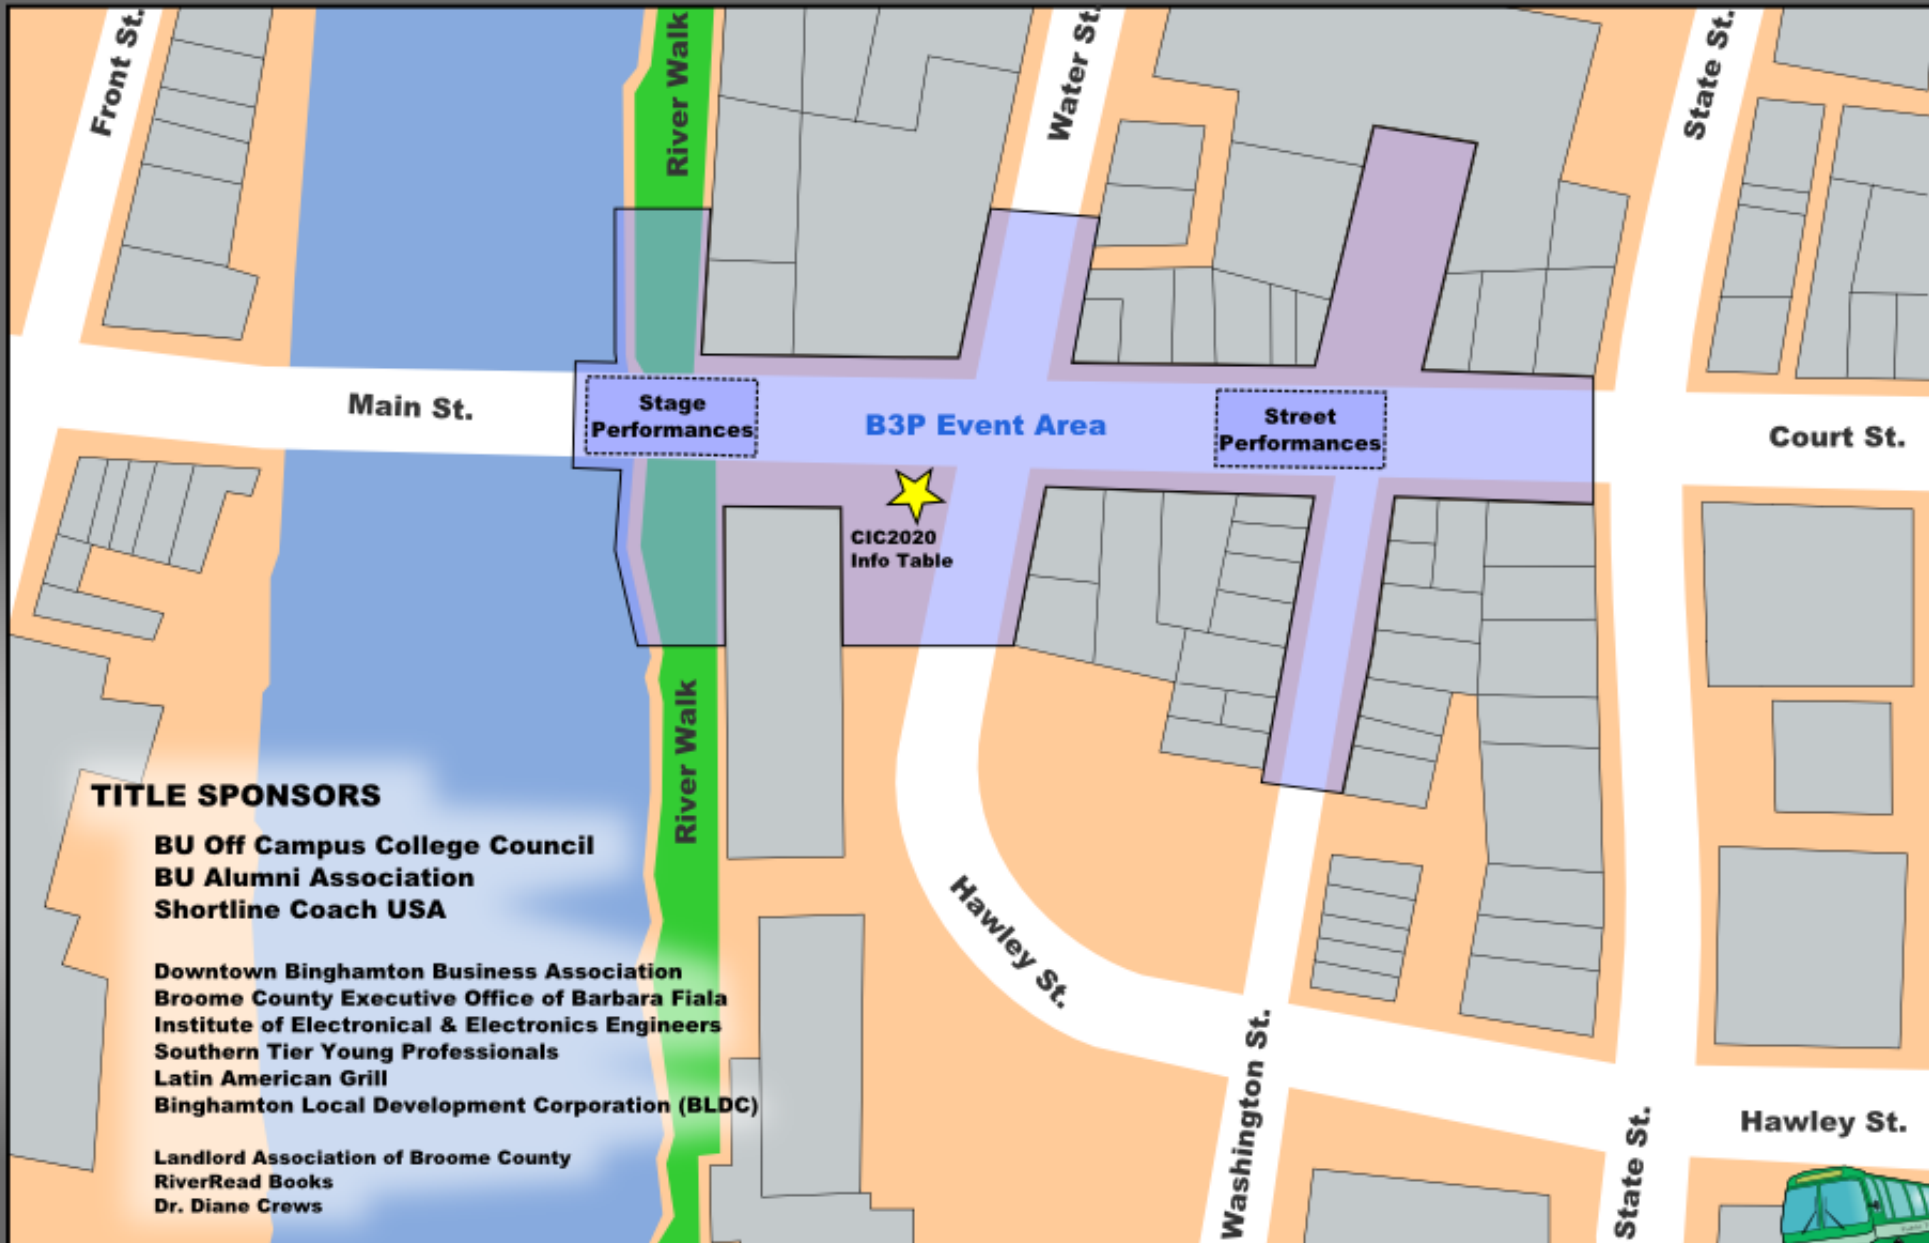 Front St.
River Walk
Water St.
State St.
Main St.
Stage
Performances
B3P Event Area
Street
Performances
Court St.
CIC2020
Info Table
River Walk
TITLE SPONSORS
BU Off Campus College Council
BU Alumni Association
Shortline Coach USA
Downtown Binghamton Business Association
Broome County Executive Office of Barbara Fiala
Institute of Electronical & Electronics Engineers
Southern Tier Young Professionals
Latin American Grill
Binghamton Local Development Corporation (BLDC)
Landlord Association of Broome County
RiverRead Books
Dr. Diane Crews
Hawley St.
Washington St.
State St.
Hawley St.